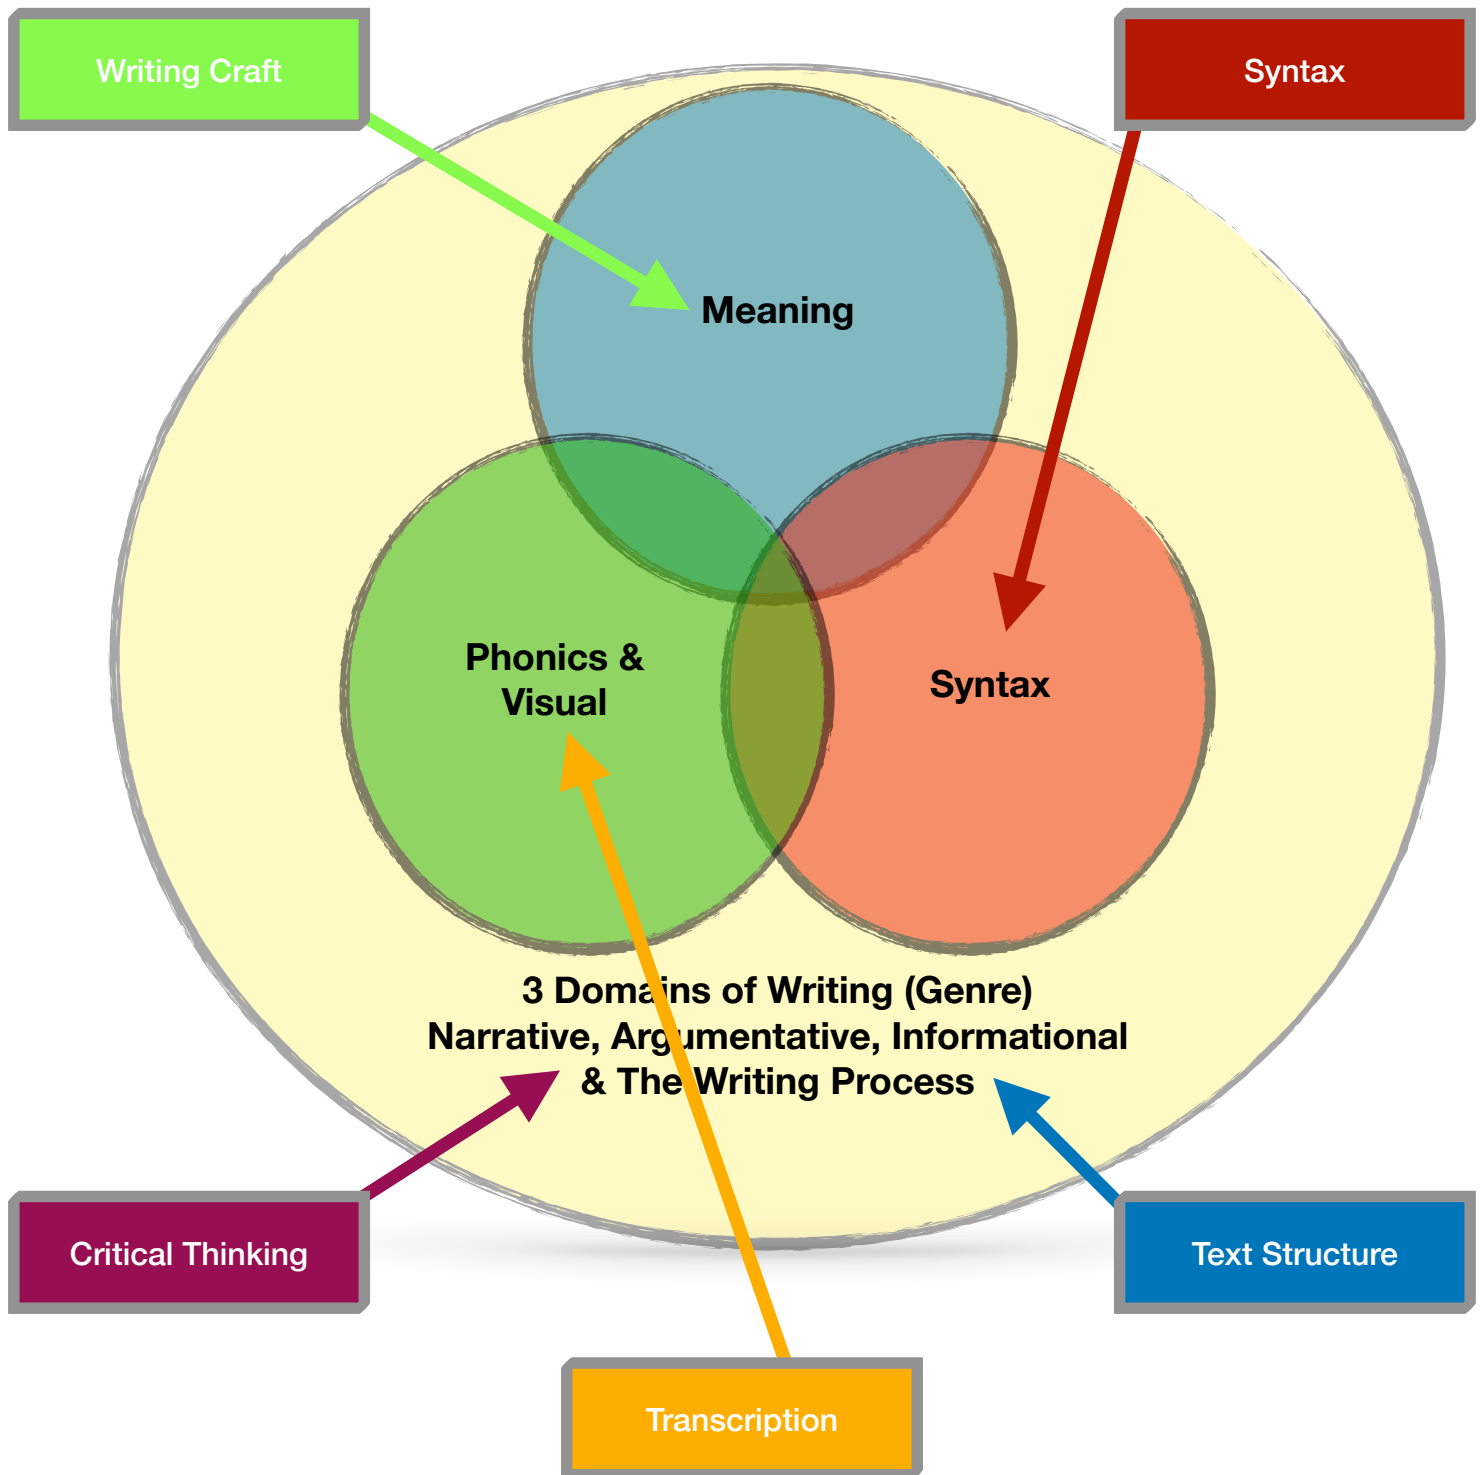 Writing Craft
Syntax
Meaning
Phonics &
Visual
Syntax
3 Domains of Writing (Genre)
Narrative, Argumentative, Informational
& The Writing Process
Critical Thinking
Text Structure
Transcription